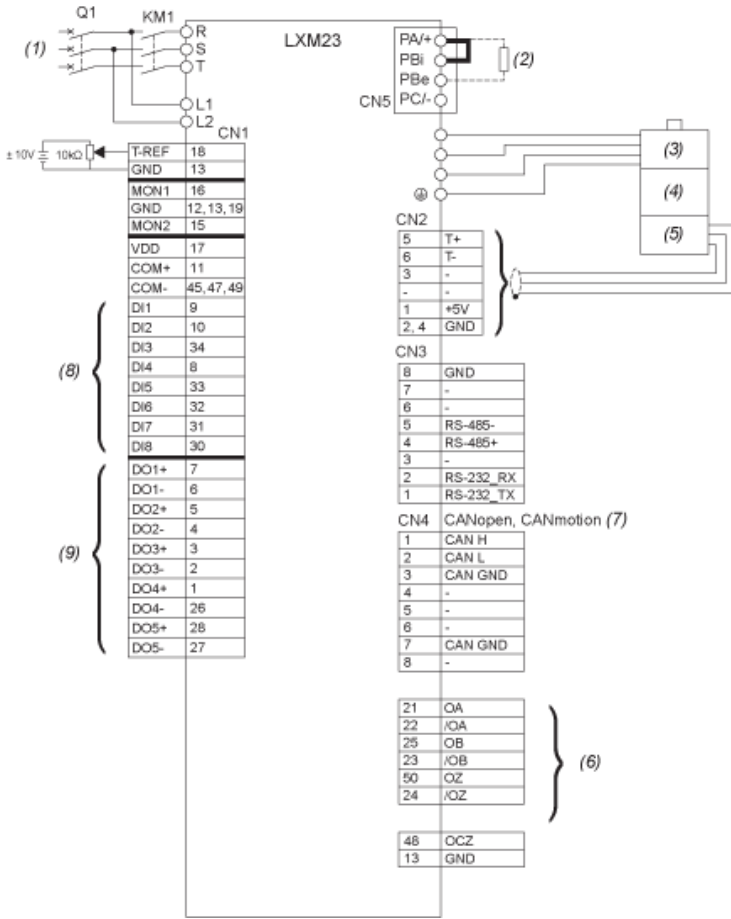 Q1
KM1
(1)
R
S
T
L1
L2
LXM23
PA/+
PBi
PBe
PC/-
CN5
(2)
CN1
± 10V
10kΩ
T-REF 18
GND 13
MON1 16
GND 12,13,19
MON2 15
VDD 17
COM+ 11
COM- 45,47,49
DI1 9
DI2 10
DI3 34
DI4 8
DI5 33
DI6 32
DI7 31
DI8 30
(8)
DO1+ 7
DO1- 6
DO2+ 5
DO2- 4
DO3+ 3
DO3- 2
DO4+ 1
DO4- 26
DO5+ 28
DO5- 27
(9)
(3)
(4)
(5)
CN2
5 T+
6 T-
3 -
- -
1 +5V
2, 4 GND
CN3
8 GND
7 -
6 -
5 RS-485-
4 RS-485+
3 -
2 RS-232_RX
1 RS-232_TX
CN4 CANopen, CANmotion (7)
1 CAN H
2 CAN L
3 CAN GND
4 -
5 -
6 -
7 CAN GND
8 -
21 OA
22 /OA
25 OB
23 /OB
50 OZ
24 /OZ
(6)
48 OCZ
13 GND